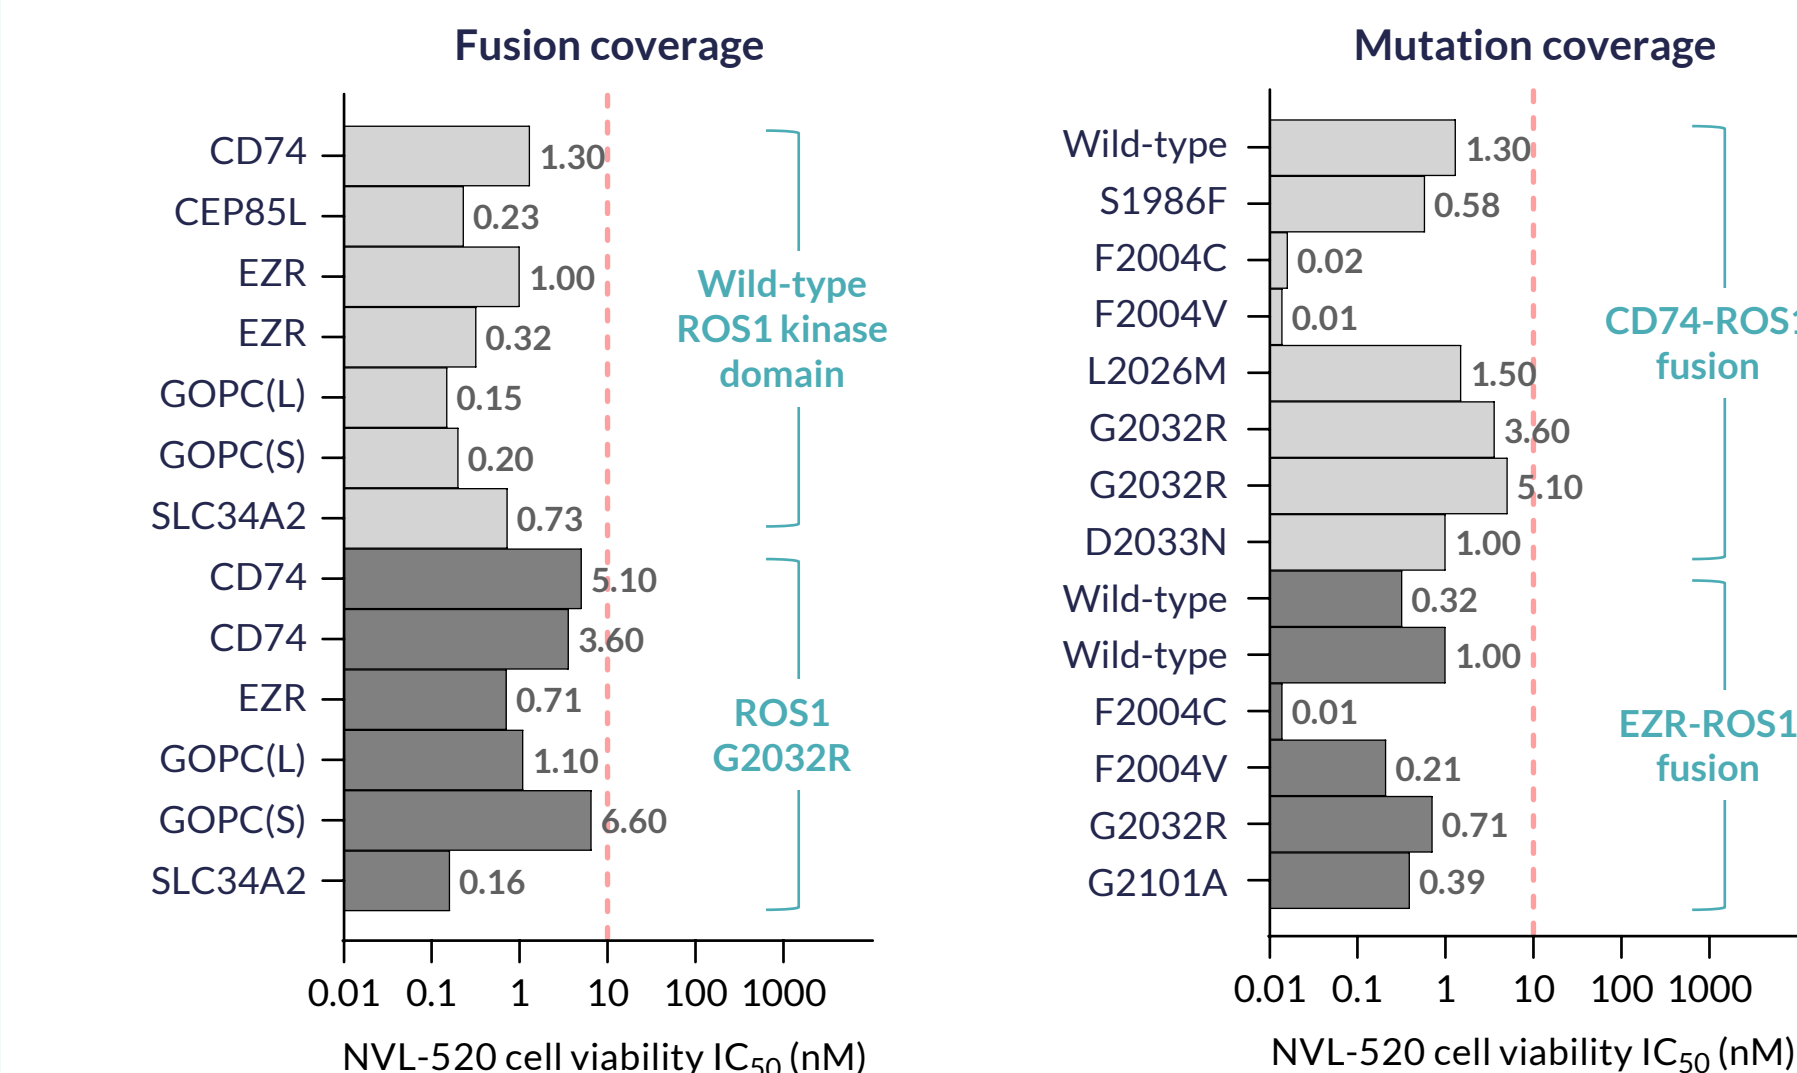 Fusion coverage
CD74 1.30
CEP85L 0.23
EZR 1.00
EZR 0.32
GOPC(L) 0.15
GOPC(S) 0.20
SLC34A2 0.73
Wild-type
ROS1 kinase
domain
CD74 5.10
CD74 3.60
EZR 0.71
GOPC(L) 1.10
GOPC(S) 6.60
SLC34A2 0.16
ROS1
G2032R
0.01 0.1 1 10 100 1000
NVL-520 cell viability IC50 (nM)
Mutation coverage
Wild-type 1.30
S1986F 0.58
F2004C 0.02
F2004V 0.01
L2026M 1.50
G2032R 3.60
G2032R 5.10
D2033N 1.00
CD74-ROS1
fusion
Wild-type 0.32
Wild-type 1.00
F2004C 0.01
F2004V 0.21
G2032R 0.71
G2101A 0.39
EZR-ROS1
fusion
0.01 0.1 1 10 100 1000
NVL-520 cell viability IC50 (nM)